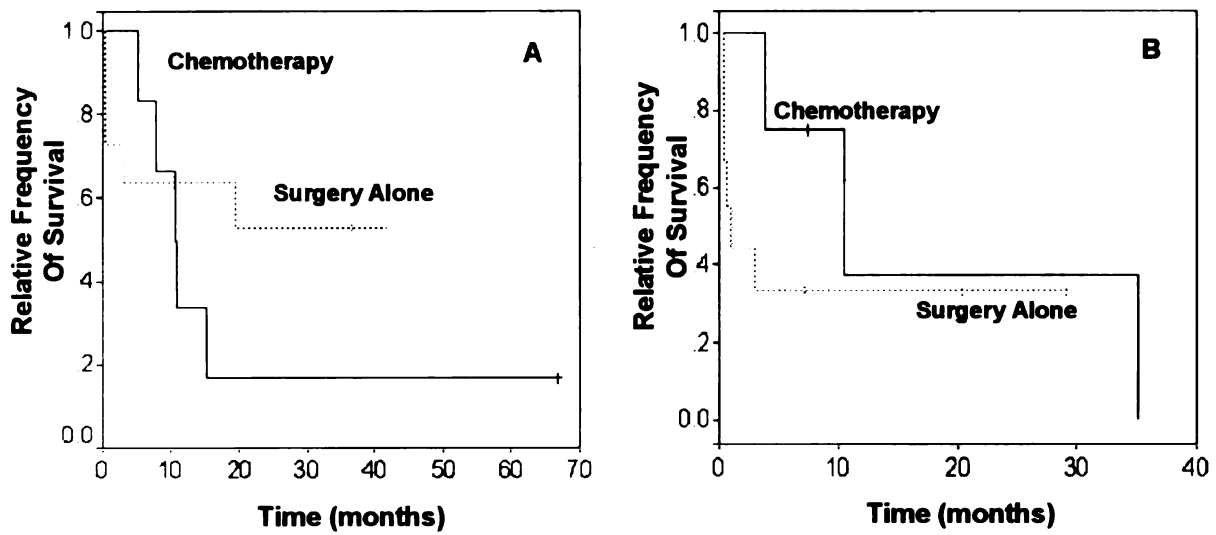 A
Relative Frequency
Of Survival
1.0
.8
.6
.4
.2
0.0
Chemotherapy
Surgery Alone
0 10 20 30 40 50 60 70
Time (months)
B
Relative Frequency
Of Survival
1.0
.8
.6
.4
.2
0.0
Chemotherapy
Surgery Alone
0 10 20 30 40
Time (months)